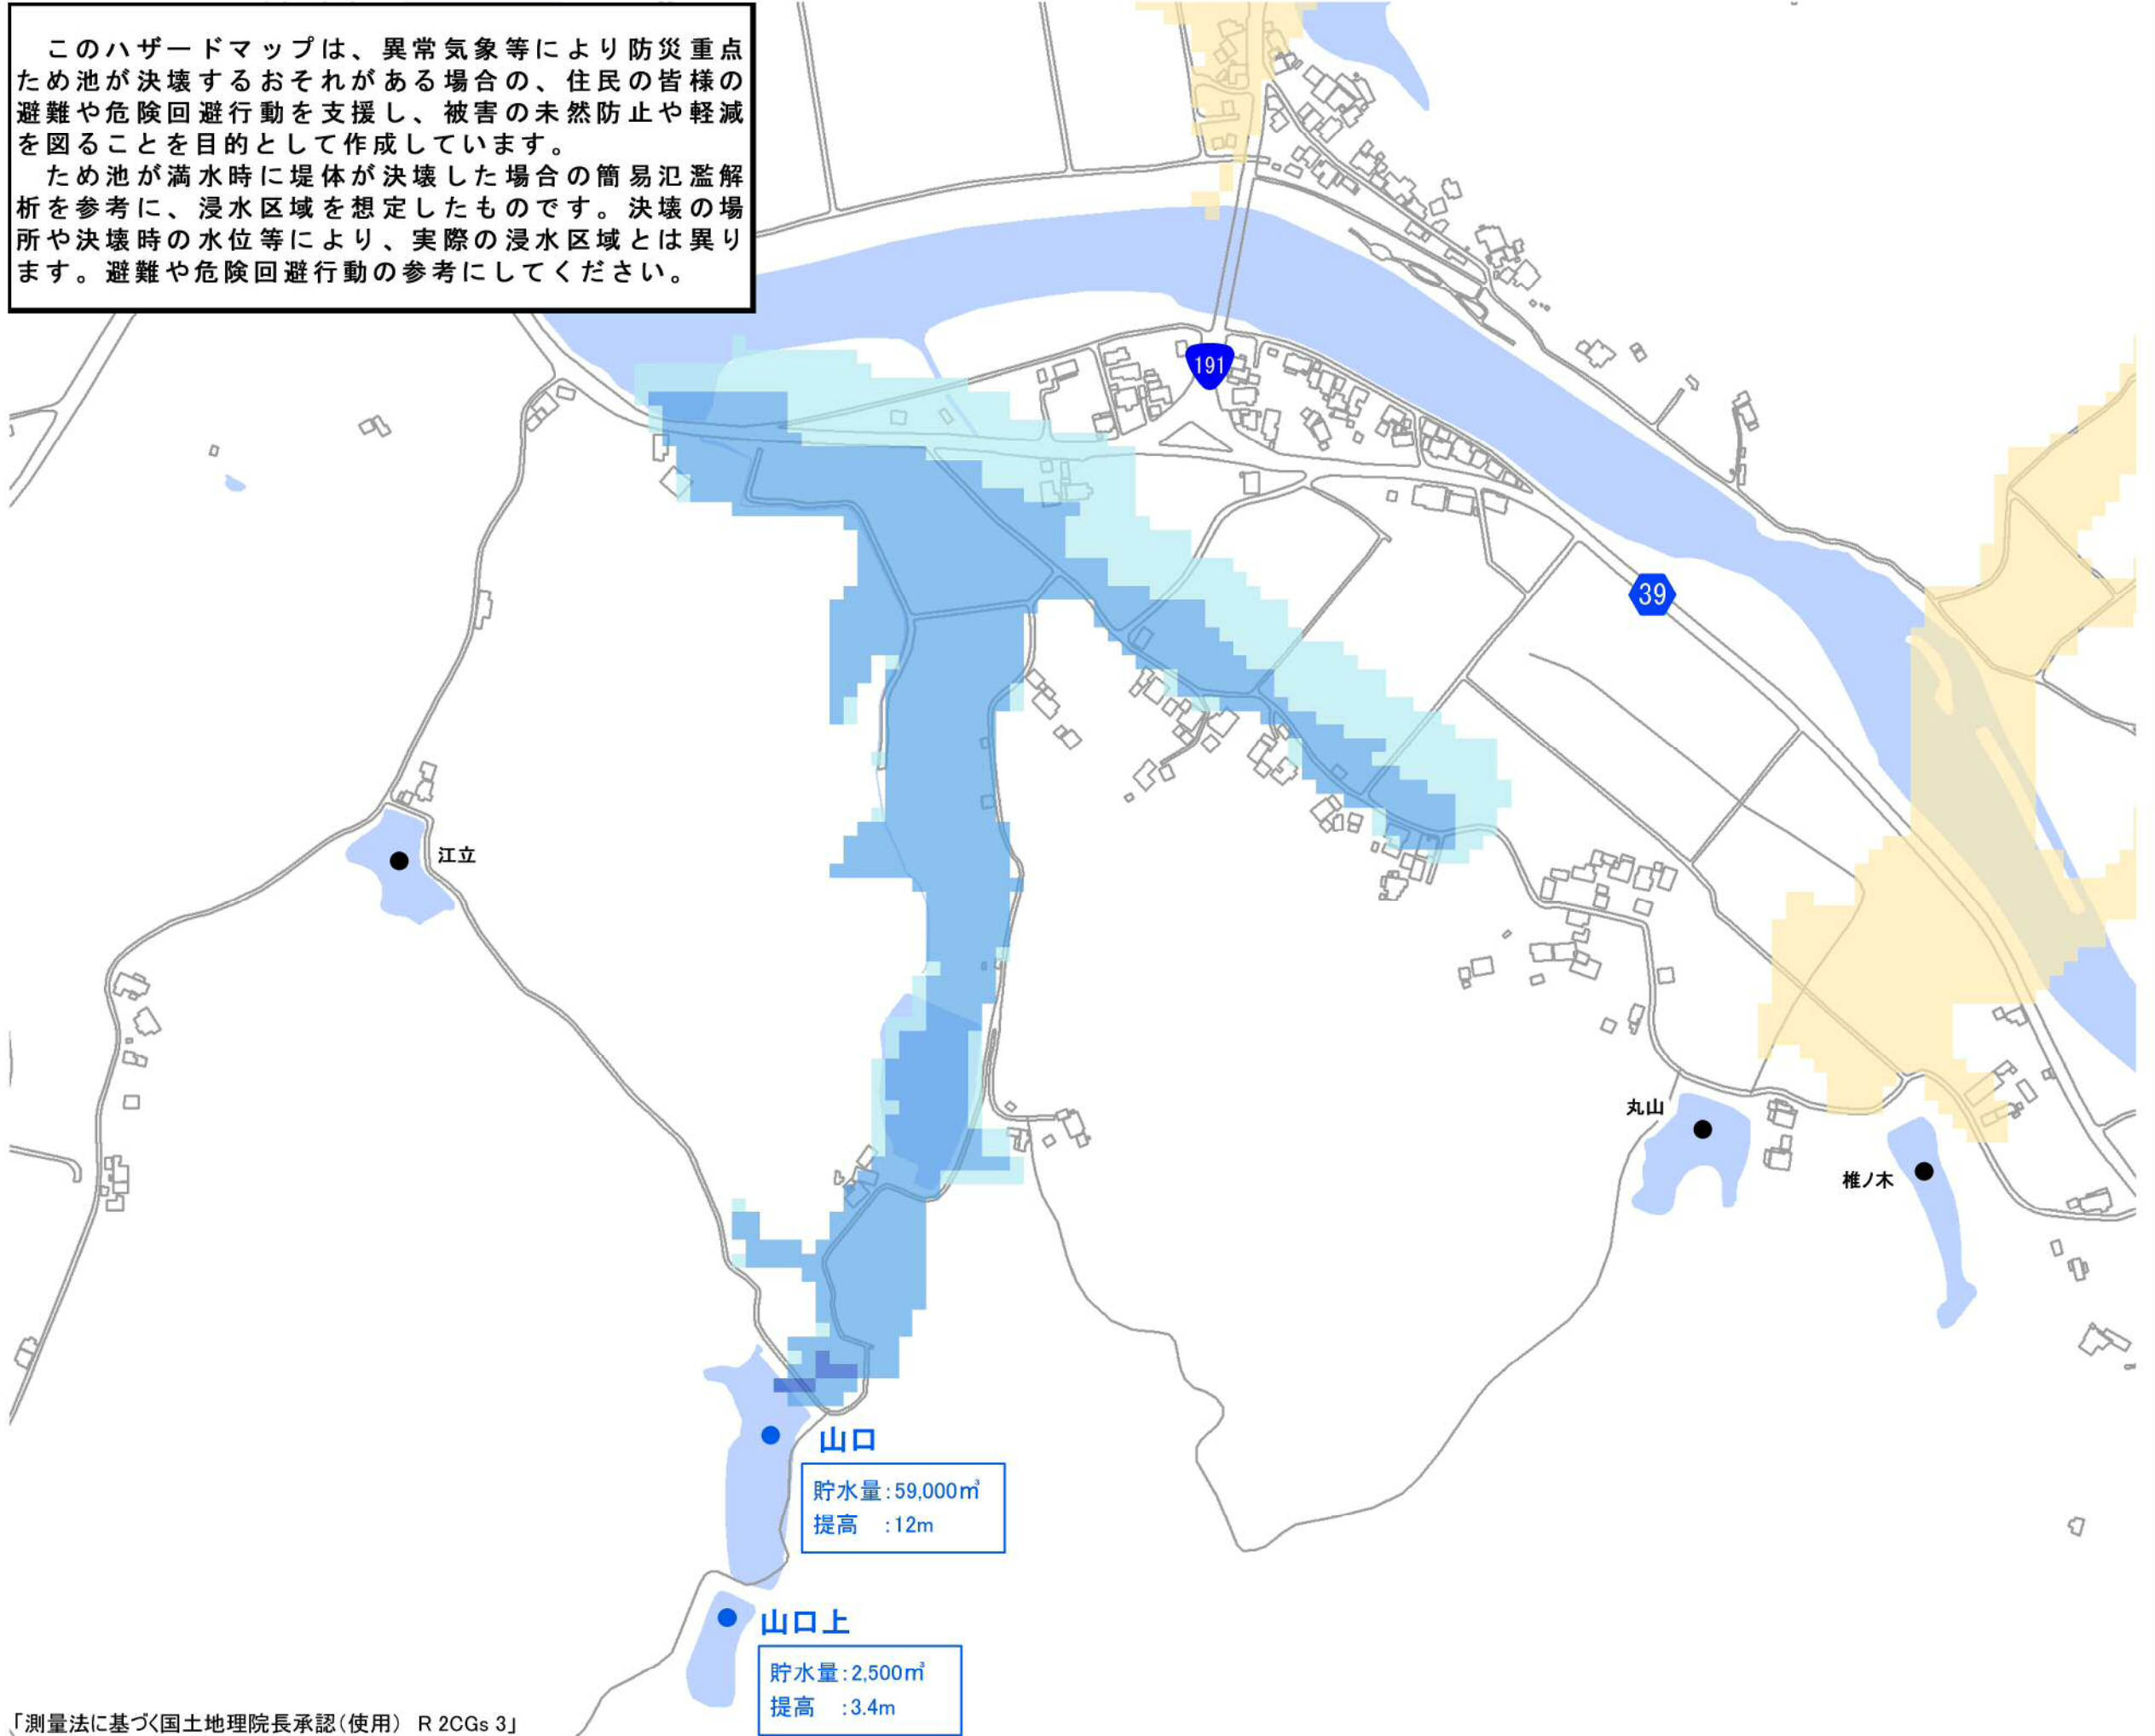 このハザードマップは、異常気象等により防災重点
ため池が決壊するおそれがある場合の、住民の皆様の
避難や危険回避行動を支援し、被害の未然防止や軽減
を図ることを目的として作成しています。
ため池が満水時に堤体が決壊した場合の簡易氾濫解
析を参考に、浸水区域を想定したものです。決壊の場
所や決壊時の水位等により、実際の浸水区域とは異り
ます。避難や危険回避行動の参考にしてください。
191
39
江立
丸山
椎ノ木
山口
貯水量:59,000㎥
提高 :12m
山口上
貯水量:2,500㎥
提高 :3.4m
「測量法に基づく国土地理院長承認(使用) R 2CGs 3」